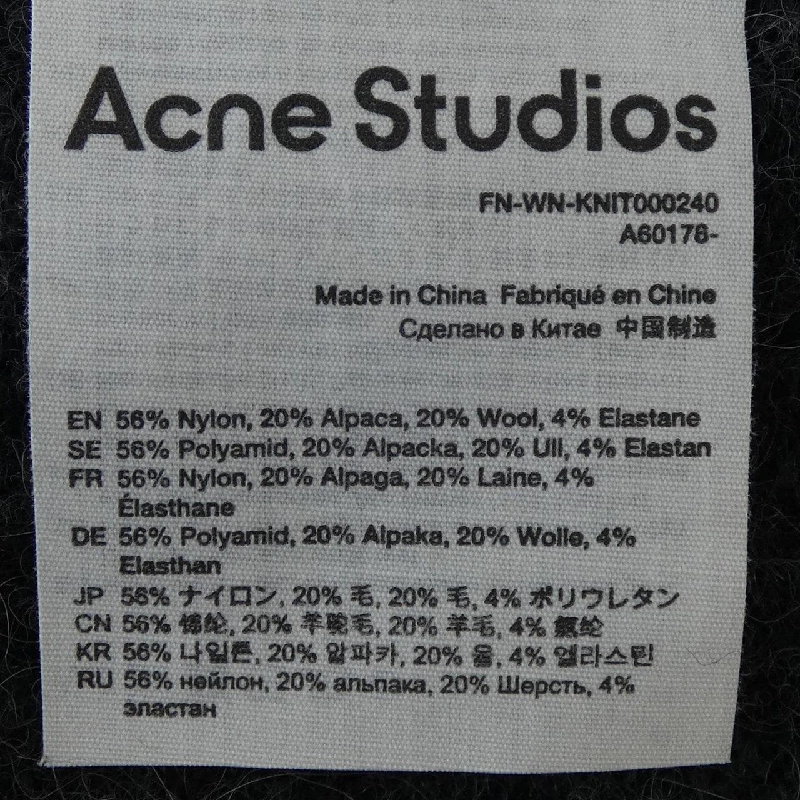 Acne Studios
FN-WN-KNIT000240
A60178-
Made in China Fabriqué en Chine
Сделано в Китае 中国制造
EN 56% Nylon, 20% Alpaca, 20% Wool, 4% Elastane
SE 56% Polyamid, 20% Alpacka, 20% Ull, 4% Elastan
FR 56% Nylon, 20% Alpaga, 20% Laine, 4%
Élasthane
DE 56% Polyamid, 20% Alpaka, 20% Wolle, 4%
Elasthan
JP 56% ナイロン, 20% 毛, 20% 毛, 4% ポリウレタン
CN 56% 锦纶, 20% 羊驼毛, 20% 羊毛, 4% 氨纶
KR 56% 나일론, 20% 알파카, 20% 울, 4% 엘라스틴
RU 56% нейлон, 20% альпака, 20% Шерсть, 4%
эластан